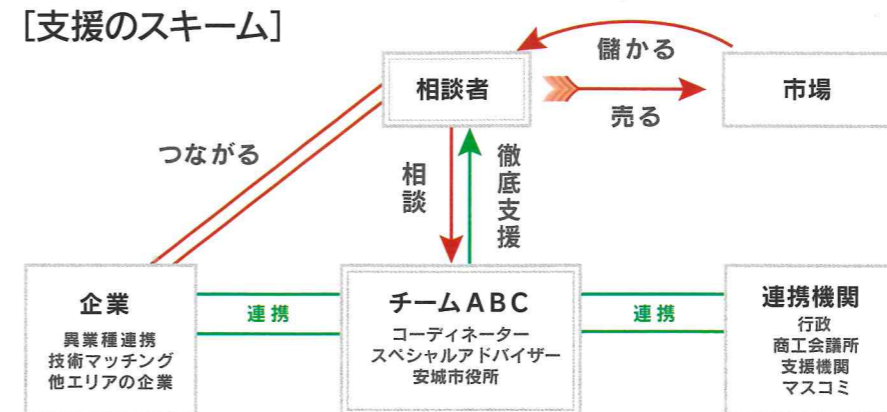 [支援のスキーム]
儲かる
相談者
市場
売る
つながる
相談
徹底支援
企業
異業種連携
技術マッチング
他エリアの企業
連携
チームABC
コーディネーター
スペシャルアドバイザー
安城市役所
連携
連携機関
行政
商工会議所
支援機関
マスコミ